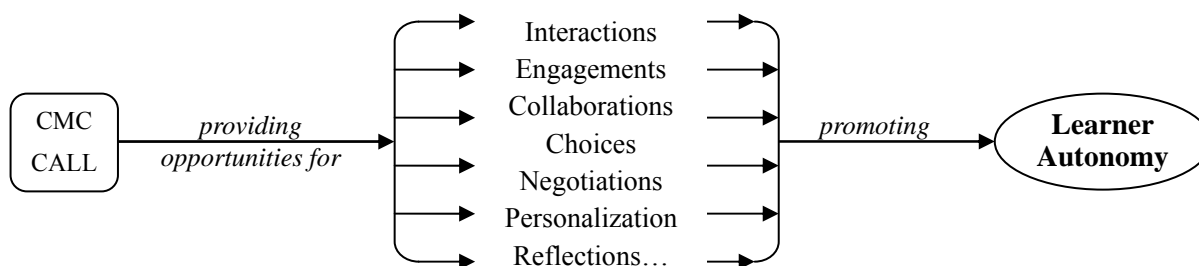 CMC
CALL
providing
opportunities for
Interactions
Engagements
Collaborations
Choices
Negotiations
Personalization
Reflections…
promoting
Learner
Autonomy